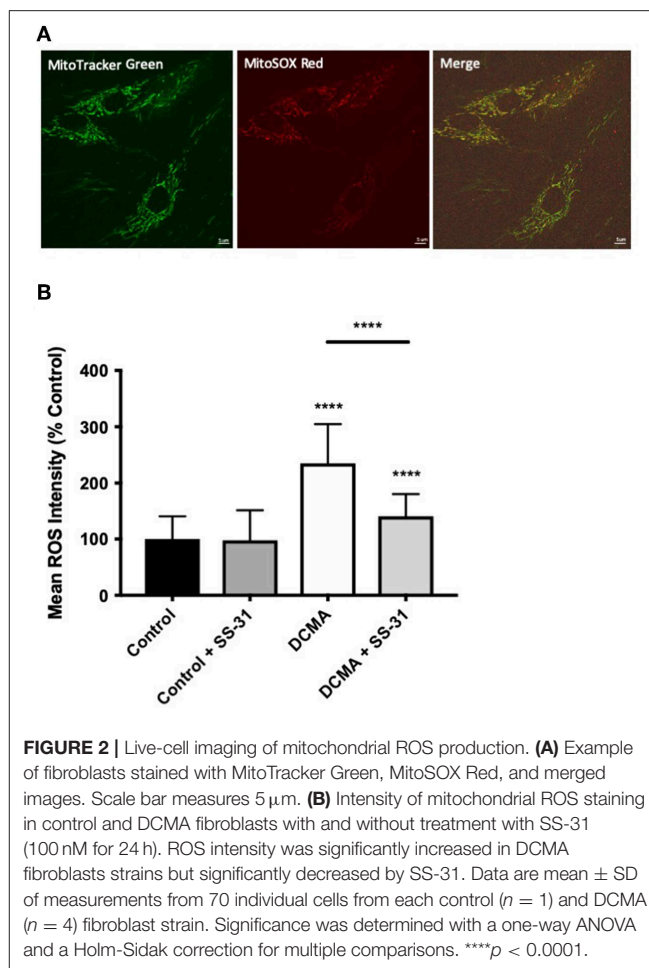 A
MitoTracker Green MitoSOX Red Merge
5μm 5μm 5μm
B
****
400
300
200
100
0
Mean ROS Intensity (% Control)
****
****
Control
Control + SS-31
DCMA
DCMA + SS-31
FIGURE 2 | Live-cell imaging of mitochondrial ROS production. (A) Example
of fibroblasts stained with MitoTracker Green, MitoSOX Red, and merged
images. Scale bar measures 5 μm. (B) Intensity of mitochondrial ROS staining
in control and DCMA fibroblasts with and without treatment with SS-31
(100 nM for 24 h). ROS intensity was significantly increased in DCMA
fibroblasts strains but significantly decreased by SS-31. Data are mean ± SD
of measurements from 70 individual cells from each control (n = 1) and DCMA
(n = 4) fibroblast strain. Significance was determined with a one-way ANOVA
and a Holm-Sidak correction for multiple comparisons. ****p < 0.0001.